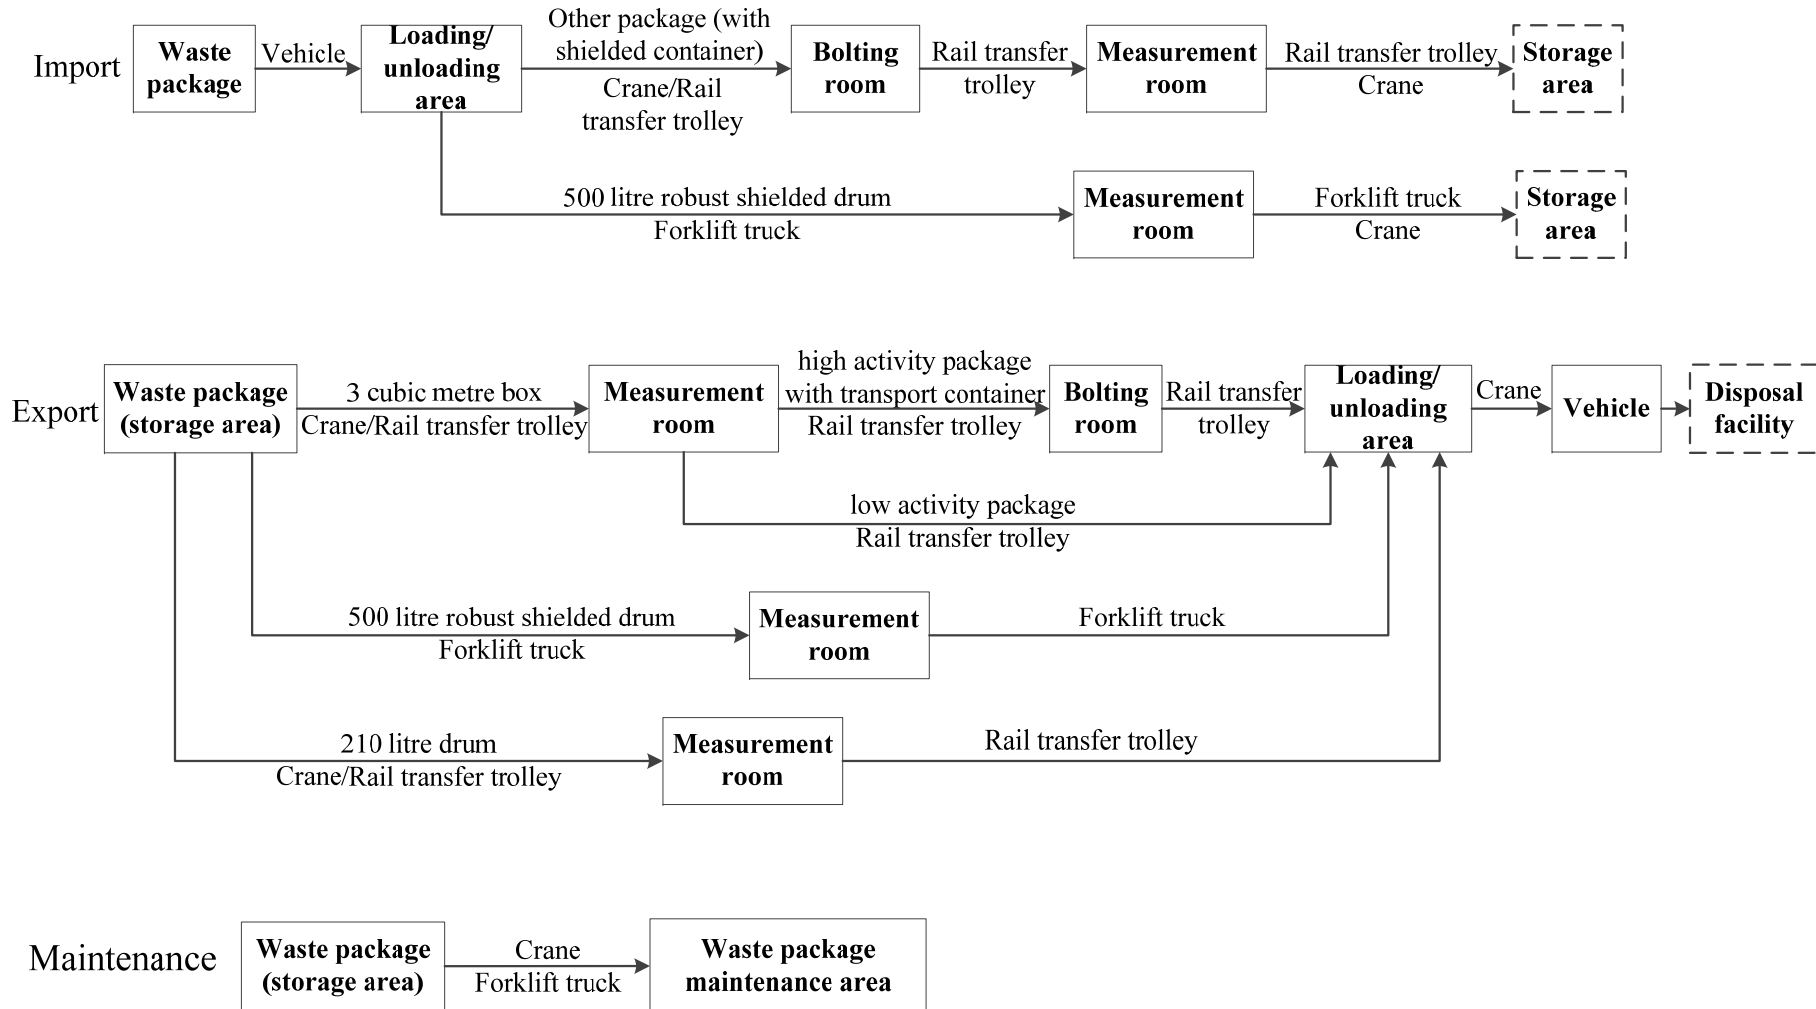 Import
Waste
package
Vehicle
Loading/
unloading
area
Other package (with
shielded container)
Crane/Rail
transfer trolley
Bolting
room
Rail transfer
trolley
Measurement
room
Rail transfer trolley
Crane
Storage
area
500 litre robust shielded drum
Forklift truck
Measurement
room
Forklift truck
Crane
Storage
area
Export
Waste package
(storage area)
3 cubic metre box
Crane/Rail transfer trolley
Measurement
room
high activity package
with transport container
Rail transfer trolley
Bolting
room
Rail transfer
trolley
Loading/
unloading
area
Crane
Vehicle
Disposal
facility
low activity package
Rail transfer trolley
500 litre robust shielded drum
Forklift truck
Measurement
room
Forklift truck
210 litre drum
Crane/Rail transfer trolley
Measurement
room
Rail transfer trolley
Maintenance
Waste package
(storage area)
Crane
Forklift truck
Waste package
maintenance area